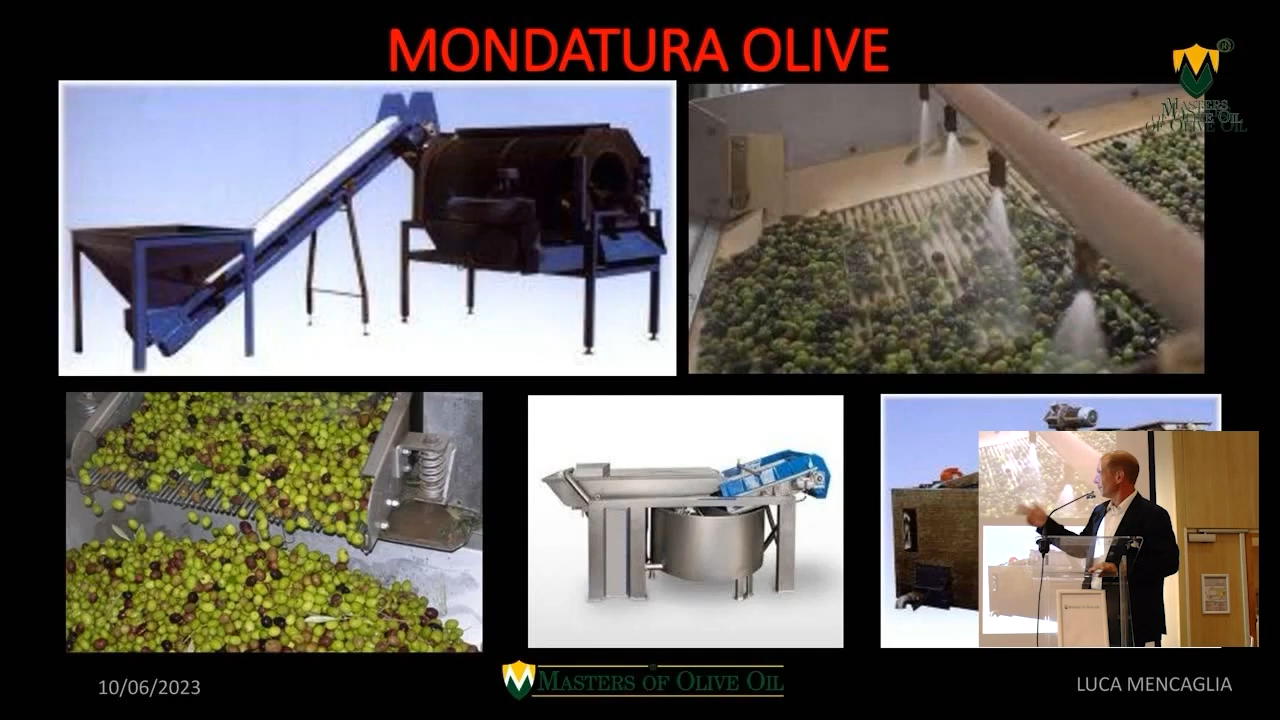 MONDATURA OLIVE
®
MASTERS
OF OLIVE OIL
10/06/2023
MASTERS OF OLIVE OIL
LUCA MENCAGLIA